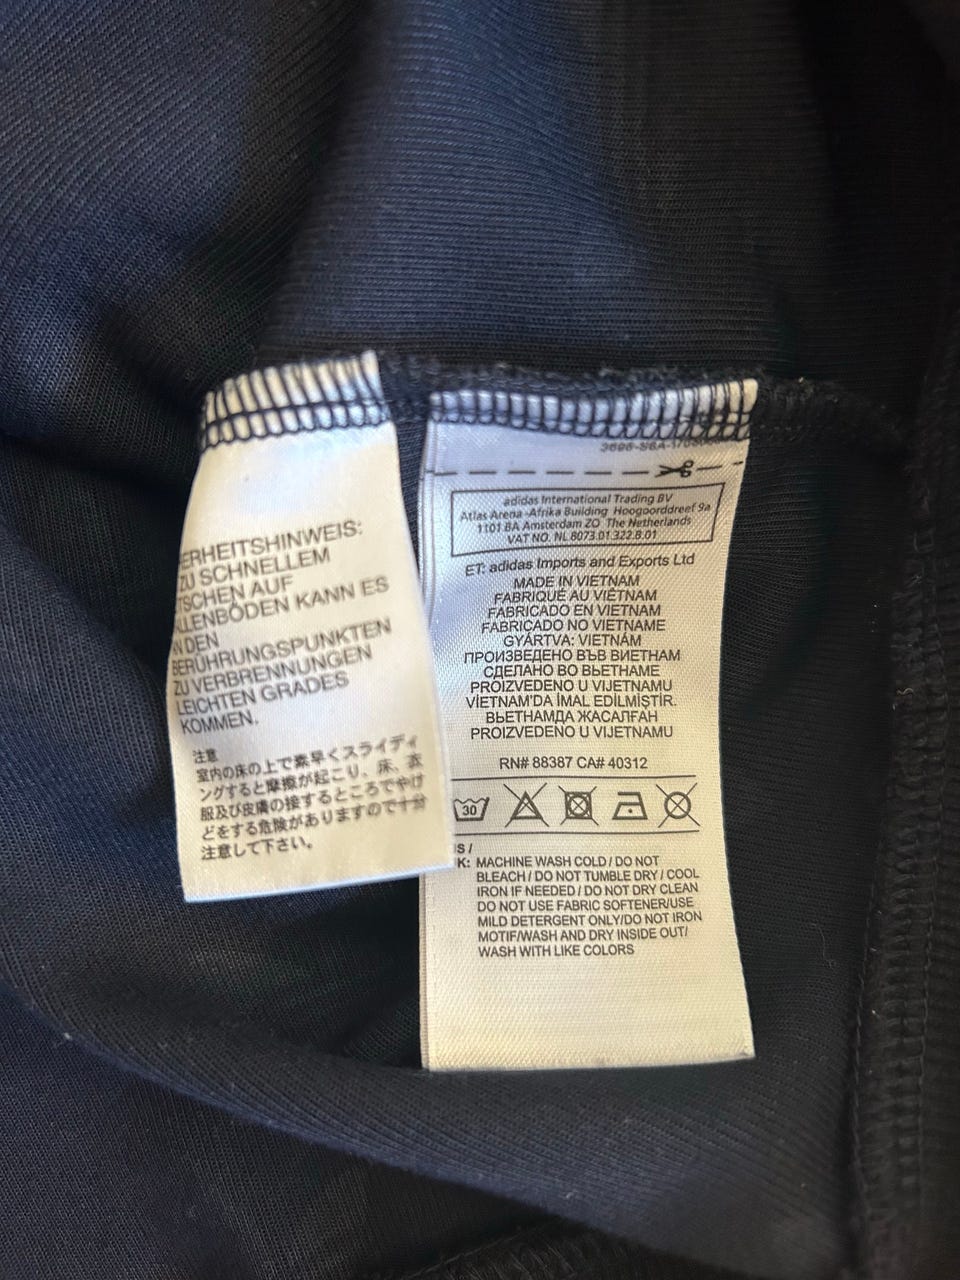 ERHEITSHINWEIS:
ZU SCHNELLEM
TSCHEN AUF
LLENBÖDEN KANN ES
N DEN
BERÜHRUNGSPUNKTEN
ZU VERBRENNUNGEN
LEICHTEN GRADES
KOMMEN.
注意
室内の床の上で素早くスライディ
ングすると摩擦が起こり、床、衣
服及び皮膚の接するところでやけ
どをする危険がありますので十分
注意して下さい。
adidas International Trading BV
Atlas Arena -Afrika Building Hoogoorddreef 9a
1101 BA Amsterdam ZO The Netherlands
VAT NO. NL 8073.01.322.B.01
ET: adidas Imports and Exports Ltd
MADE IN VIETNAM
FABRIQUÉ AU VIÊTNAM
FABRICADO EN VIETNAM
FABRICADO NO VIETNAME
GYÁRTVA: VIETNÁM
ПРОИЗВЕДЕНО ВЪВ ВИЕТНАМ
СДЕЛАНО ВО ВЬЕТНАМЕ
PROIZVEDENO U VIJETNAMU
VİETNAM'DA İMAL EDİLMİŞTİR.
ВЬЕТНАМДА ЖАСАЛҒАН
PROIZVEDENO U VIJETNAMU
RN# 88387 CA# 40312
30
S /
K: MACHINE WASH COLD / DO NOT
BLEACH / DO NOT TUMBLE DRY / COOL
IRON IF NEEDED / DO NOT DRY CLEAN
DO NOT USE FABRIC SOFTENER/USE
MILD DETERGENT ONLY/DO NOT IRON
MOTIF/WASH AND DRY INSIDE OUT/
WASH WITH LIKE COLORS